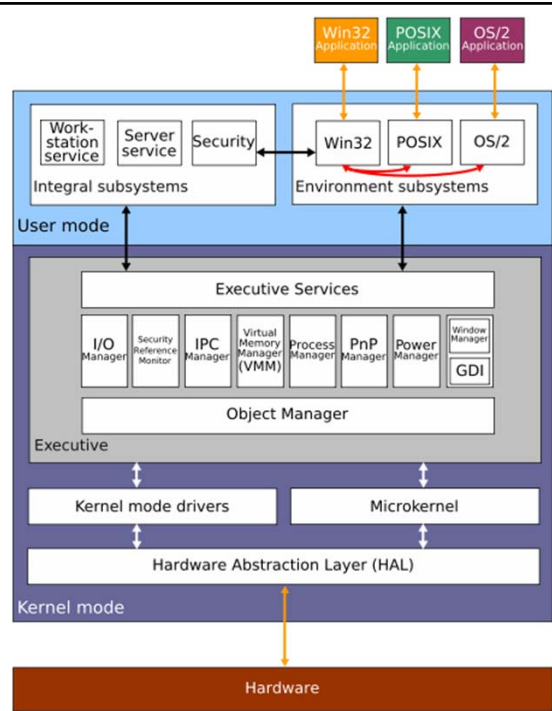 Win32
Application
POSIX
Application
OS/2
Application
Work-
station
service
Server
service
Security
Integral subsystems
Win32
POSIX
OS/2
Environment subsystems
User mode
Executive Services
I/O
Manager
Security
Reference
Monitor
IPC
Manager
Virtual
Memory
Manager
(VMM)
Process
Manager
PnP
Manager
Power
Manager
Window
Manager
GDI
Object Manager
Executive
Kernel mode drivers
Microkernel
Hardware Abstraction Layer (HAL)
Kernel mode
Hardware